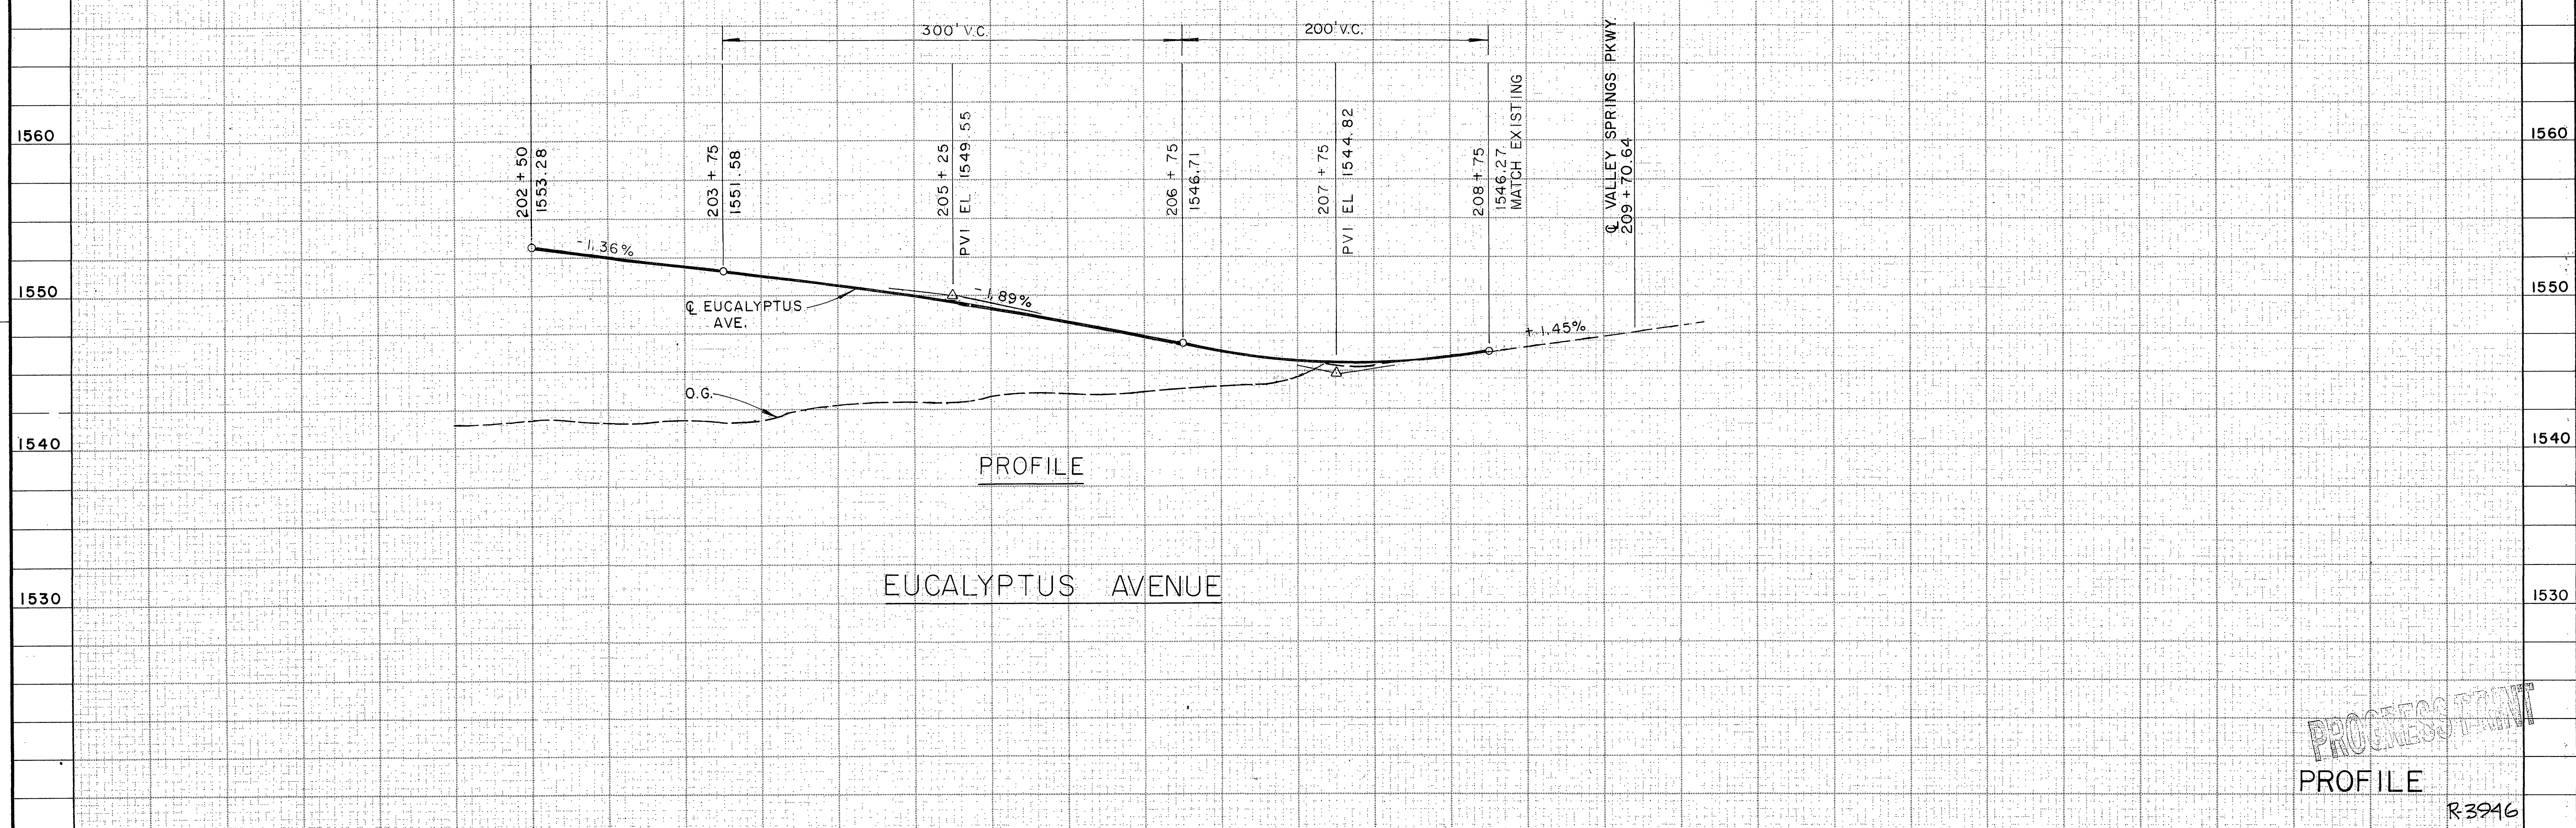 300' V.C.
200' V.C.
1560
1550
1540
1530
202 + 50
1553.28
203 + 75
1551.58
205 + 25
PVI EL 1549.55
206 + 75
1546.71
207 + 75
PVI EL 1544.82
208 + 75
1546.27
MATCH EXISTING
℄ VALLEY SPRINGS PKWY.
209 + 70.64
1560
1550
1540
1530
-1.36%
-1.89%
+1.45%
℄ EUCALYPTUS
AVE.
O.G.
PROFILE
EUCALYPTUS AVENUE
PROGRESS PRINT
PROFILE
R-3946